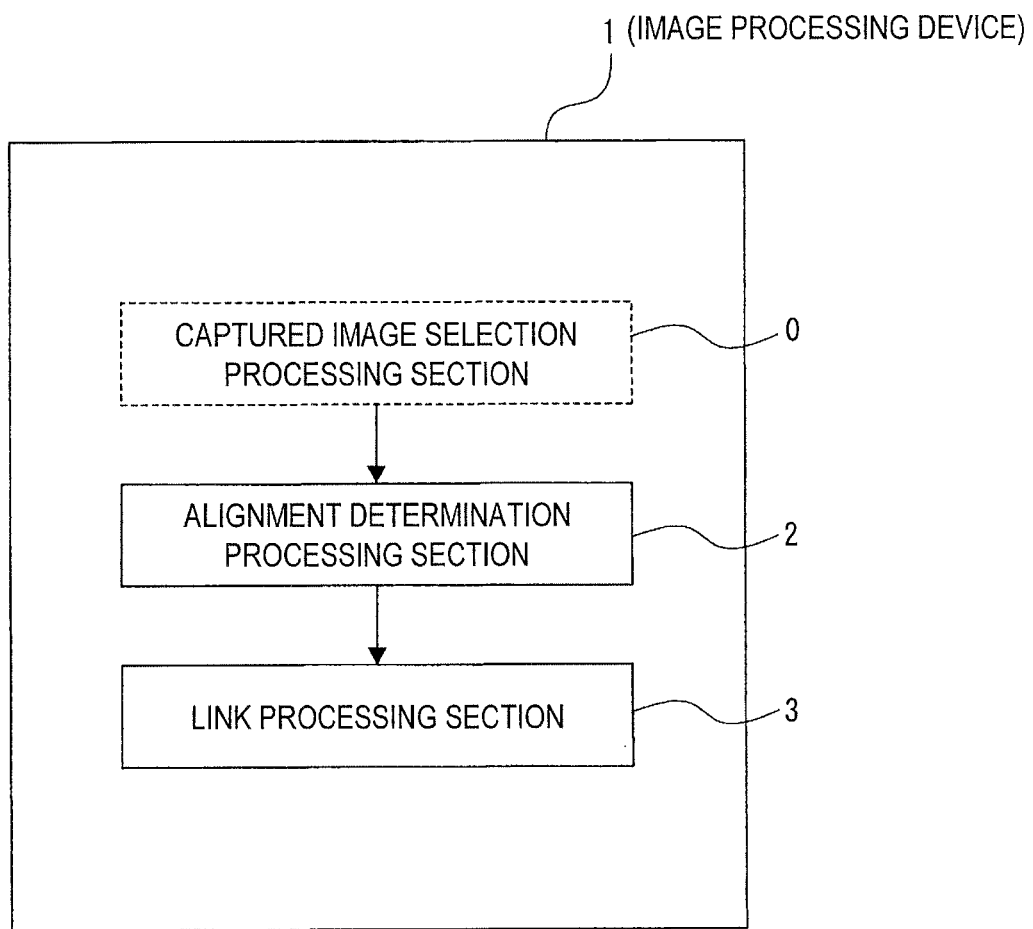 1 (IMAGE PROCESSING DEVICE)
CAPTURED IMAGE SELECTION
PROCESSING SECTION
0
ALIGNMENT DETERMINATION
PROCESSING SECTION
2
LINK PROCESSING SECTION
3